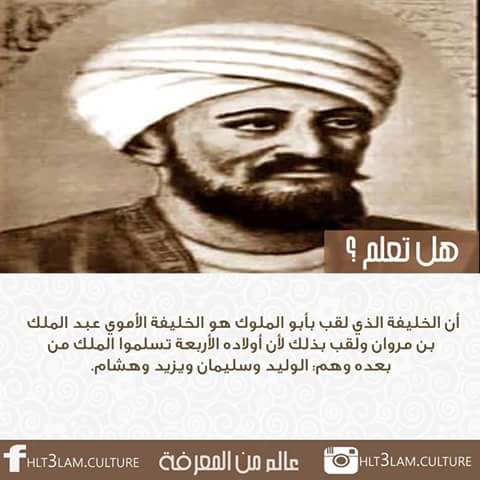 هل تعلم ؟
أن الخليفة الذي لقب بأبو الملوك هو الخليفة الأموي عبد الملك
بن مروان ولقب بذلك لأن أولاده الأربعة تسلموا الملك من
بعده وهم: الوليد وسليمان ويزيد وهشام.
HLT3LAM.CULTURE عالم من المعرفة HLT3LAM.CULTURE